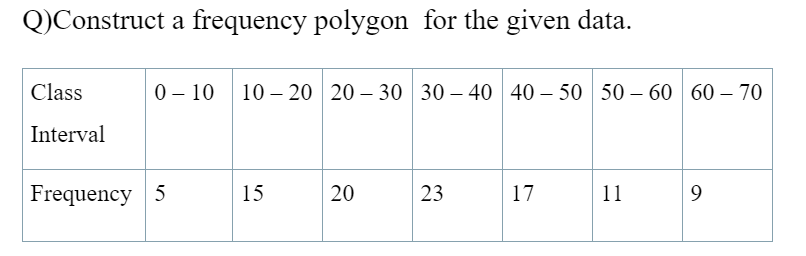 Q)Construct a frequency polygon for the given data.
Class Interval 0 – 10 10 – 20 20 – 30 30 – 40 40 – 50 50 – 60 60 – 70
Frequency 5 15 20 23 17 11 9